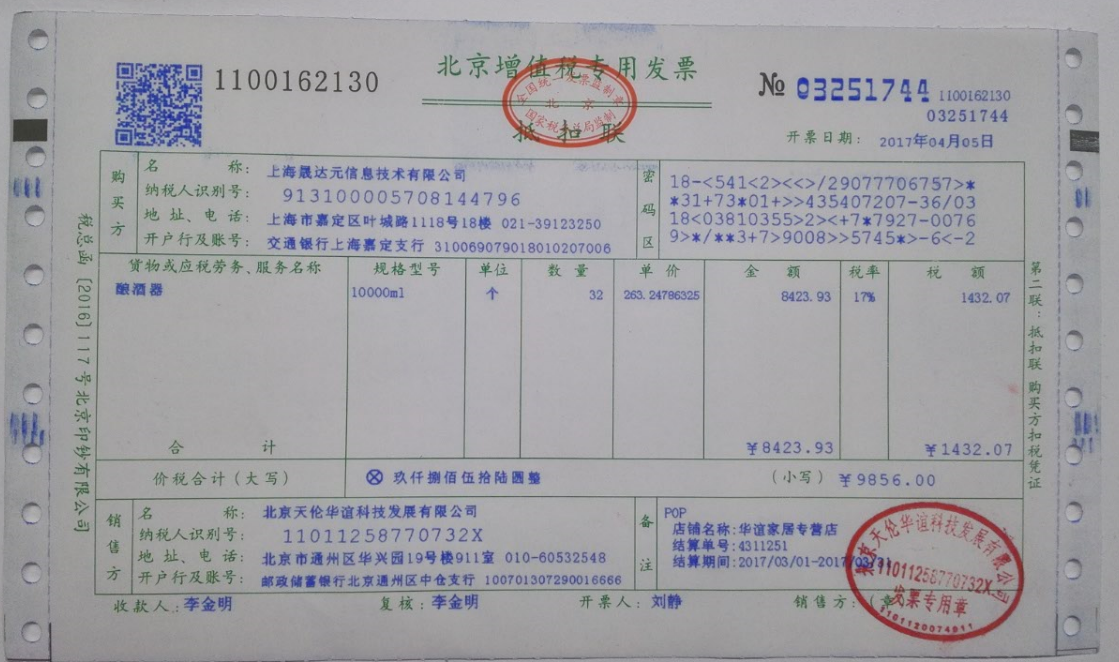 北京增值税专用发票
1100162130
№ 03251744 1100162130
03251744
抵扣联
开票日期： 2017年04月05日
购买方
名 称： 上海晟达元信息技术有限公司
纳税人识别号： 913100005708144796
地址、电话： 上海市嘉定区叶城路1118号18楼 021-39123250
开户行及账号： 交通银行上海嘉定支行 310069079018010207006
密码区
18-<541<2><<>/29077706757>*
*31+73*01+>>435407207-36/03
18<03810355>2><+7*7927-0076
9>*/**3+7>9008>>5745*>-6<-2
货物或应税劳务、服务名称 规格型号 单位 数量 单价 金额 税率 税额
酿酒器 10000ml 个 32 263.24786325 8423.93 17% 1432.07
合 计 ￥8423.93 ￥1432.07
价税合计（大写） ⊗ 玖仟捌佰伍拾陆圆整 （小写） ￥9856.00
销售方
名 称： 北京天伦华谊科技发展有限公司
纳税人识别号： 11011258770732X
地址、电话： 北京市通州区华兴园19号楼911室 010-60532548
开户行及账号： 邮政储蓄银行北京通州区中仓支行 100701307290016666
备注
POP
店铺名称:华谊家居专营店
结算单号:4311251
结算期间:2017/03/01-2017/03/31
收款人：李金明 复核：李金明 开票人：刘静 销售方：（章）
税总函[2016]117号北京印钞有限公司
第二联：抵扣联 购买方扣税凭证
全国统一发票监制章
北京
国家税务总局监制
北京天伦华谊科技发展有限公司
11011258770732X
发票专用章